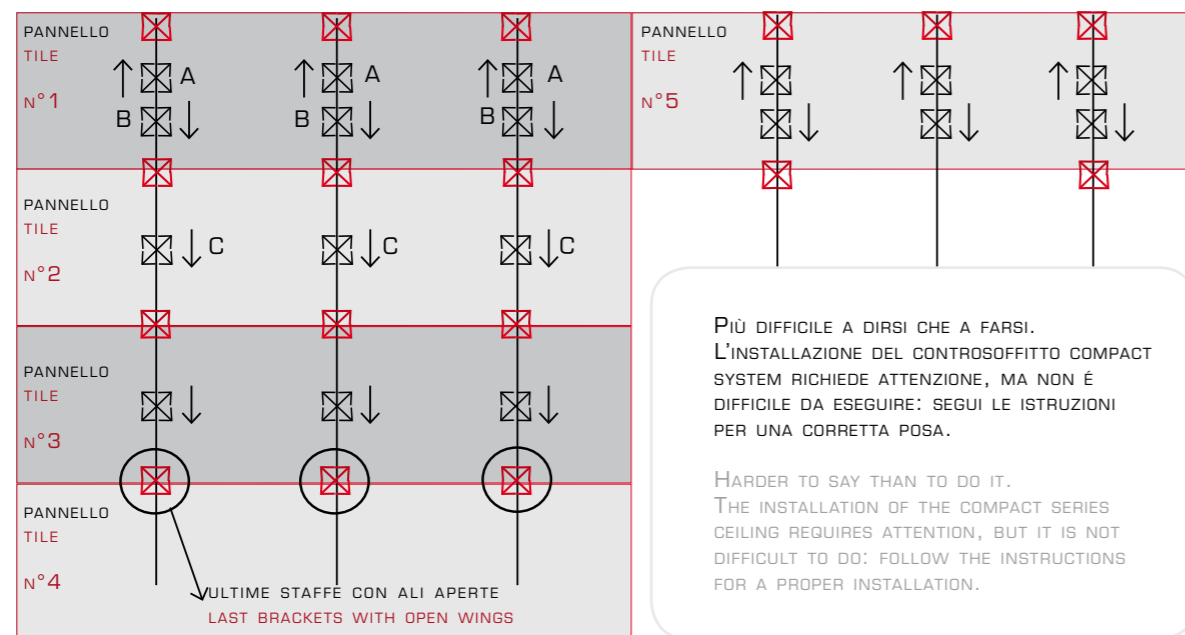 PANNELLO
TILE
N°1
A
B
A
B
A
B
PANNELLO
TILE
N°5
PANNELLO
TILE
N°2
C
C
C
PANNELLO
TILE
N°3
PANNELLO
TILE
N°4
ULTIME STAFFE CON ALI APERTE
LAST BRACKETS WITH OPEN WINGS
PIÙ DIFFICILE A DIRSI CHE A FARSI.
L'INSTALLAZIONE DEL CONTROSOFFITTO COMPACT
SYSTEM RICHIEDE ATTENZIONE, MA NON É
DIFFICILE DA ESEGUIRE: SEGUI LE ISTRUZIONI
PER UNA CORRETTA POSA.
HARDER TO SAY THAN TO DO IT.
THE INSTALLATION OF THE COMPACT SERIES
CEILING REQUIRES ATTENTION, BUT IT IS NOT
DIFFICULT TO DO: FOLLOW THE INSTRUCTIONS
FOR A PROPER INSTALLATION.